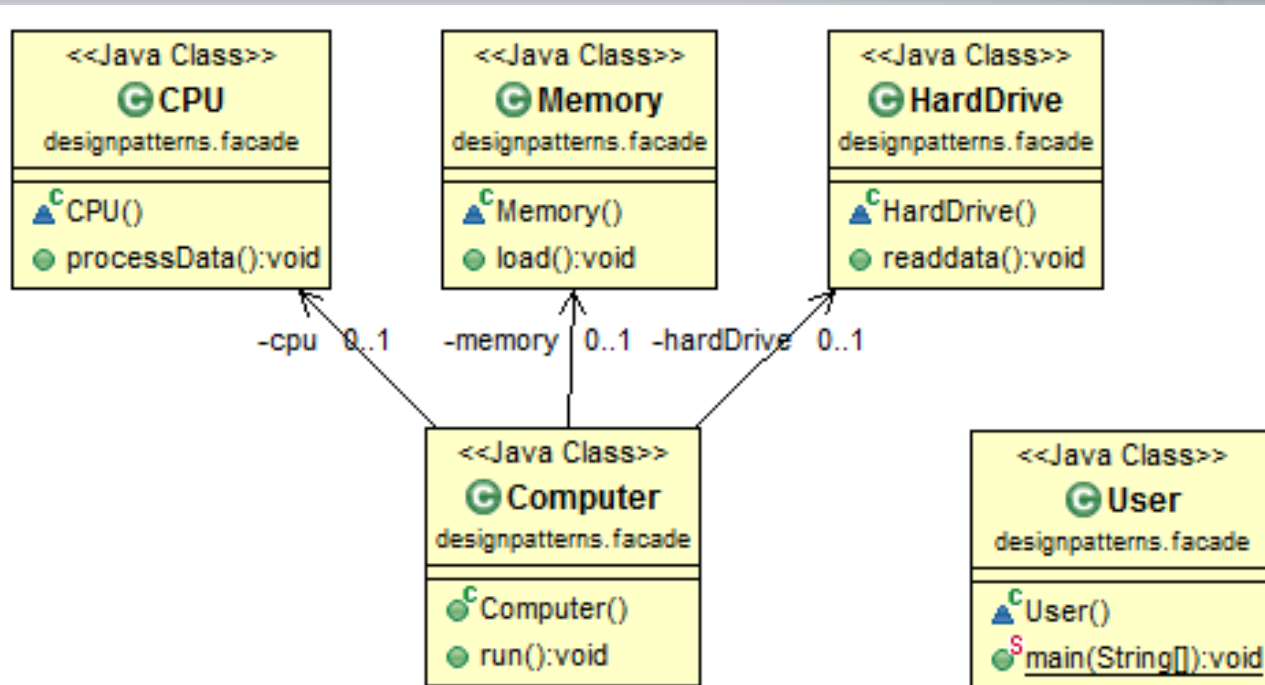 <<Java Class>>
CPU
designpatterns.facade
CPU()
processData():void
<<Java Class>>
Memory
designpatterns.facade
Memory()
load():void
<<Java Class>>
HardDrive
designpatterns.facade
HardDrive()
readdata():void
-cpu 0..1
-memory 0..1
-hardDrive 0..1
<<Java Class>>
Computer
designpatterns.facade
Computer()
run():void
<<Java Class>>
User
designpatterns.facade
User()
main(String[]):void